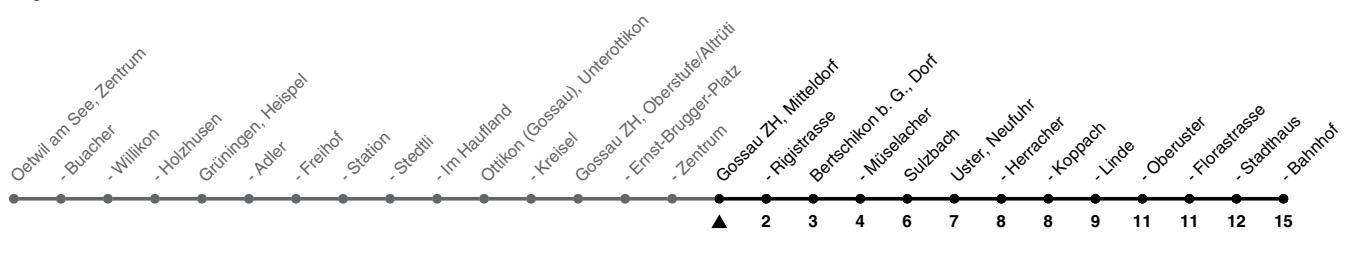 Oetwil am See, Zentrum
- Buacher
- Willikon
- Holzhusen
Grüningen, Heispel
- Adler
- Freihof
- Station
- Stedtli
- Im Haufland
Ottikon (Gossau), Unterottikon
- Kreisel
Gossau ZH, Oberstufe/Altrüti
- Ernst-Brugger-Platz
- Zentrum
Gossau ZH, Mitteldorf
- Rigistrasse
Bertschikon b. G., Dorf
- Müselacher
Sulzbach
Uster, Neufuhr
- Herracher
- Koppach
- Linde
- Oberuster
- Florastrasse
- Stadthaus
- Bahnhof
2 3 4 6 7 8 8 9 11 11 12 15